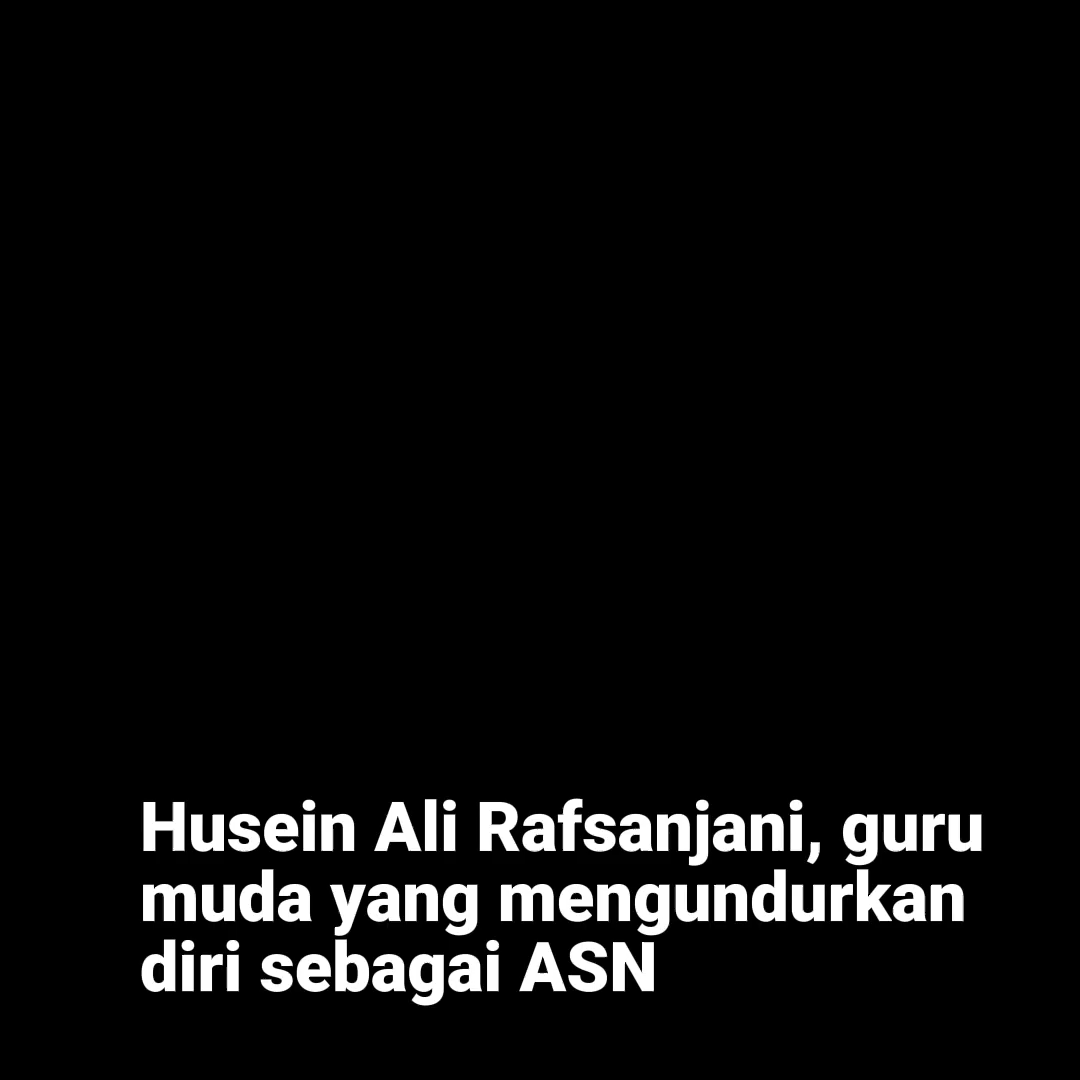 Husein Ali Rafsanjani, guru
muda yang mengundurkan
diri sebagai ASN